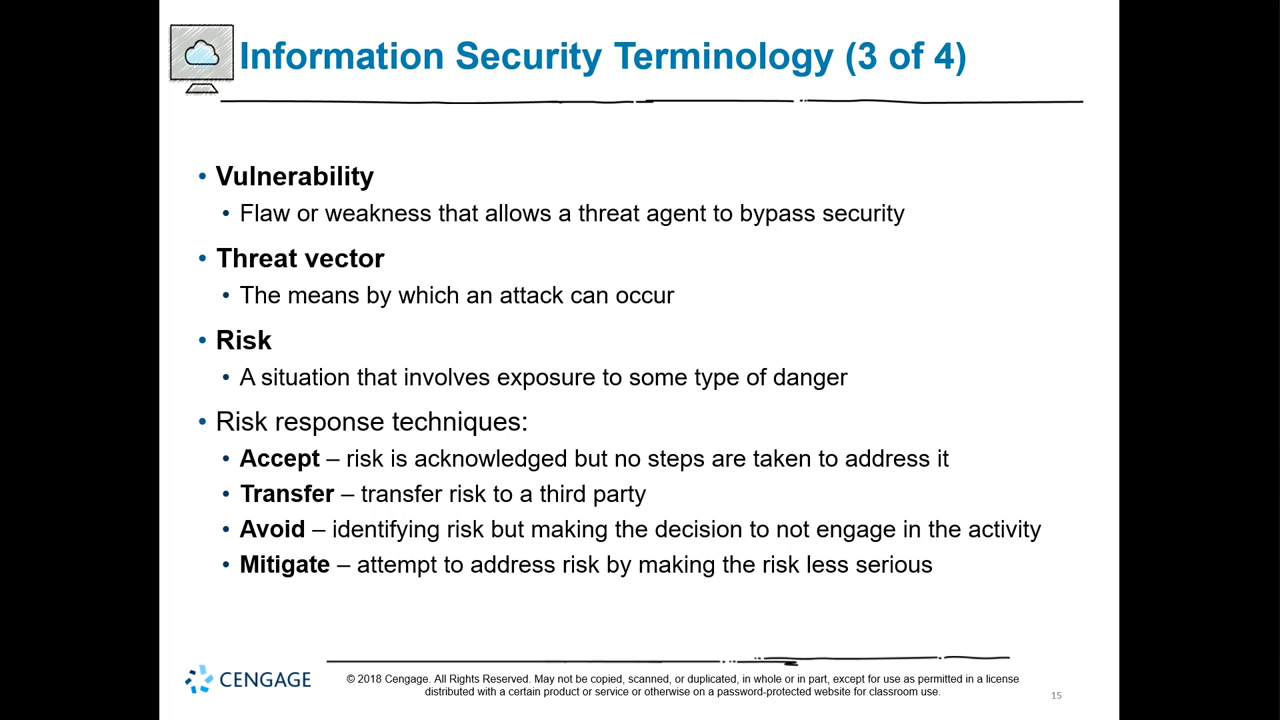 Information Security Terminology (3 of 4)
• Vulnerability
• Flaw or weakness that allows a threat agent to bypass security
• Threat vector
• The means by which an attack can occur
• Risk
• A situation that involves exposure to some type of danger
• Risk response techniques:
• Accept – risk is acknowledged but no steps are taken to address it
• Transfer – transfer risk to a third party
• Avoid – identifying risk but making the decision to not engage in the activity
• Mitigate – attempt to address risk by making the risk less serious
CENGAGE
© 2018 Cengage. All Rights Reserved. May not be copied, scanned, or duplicated, in whole or in part, except for use as permitted in a license
distributed with a certain product or service or otherwise on a password-protected website for classroom use.
15